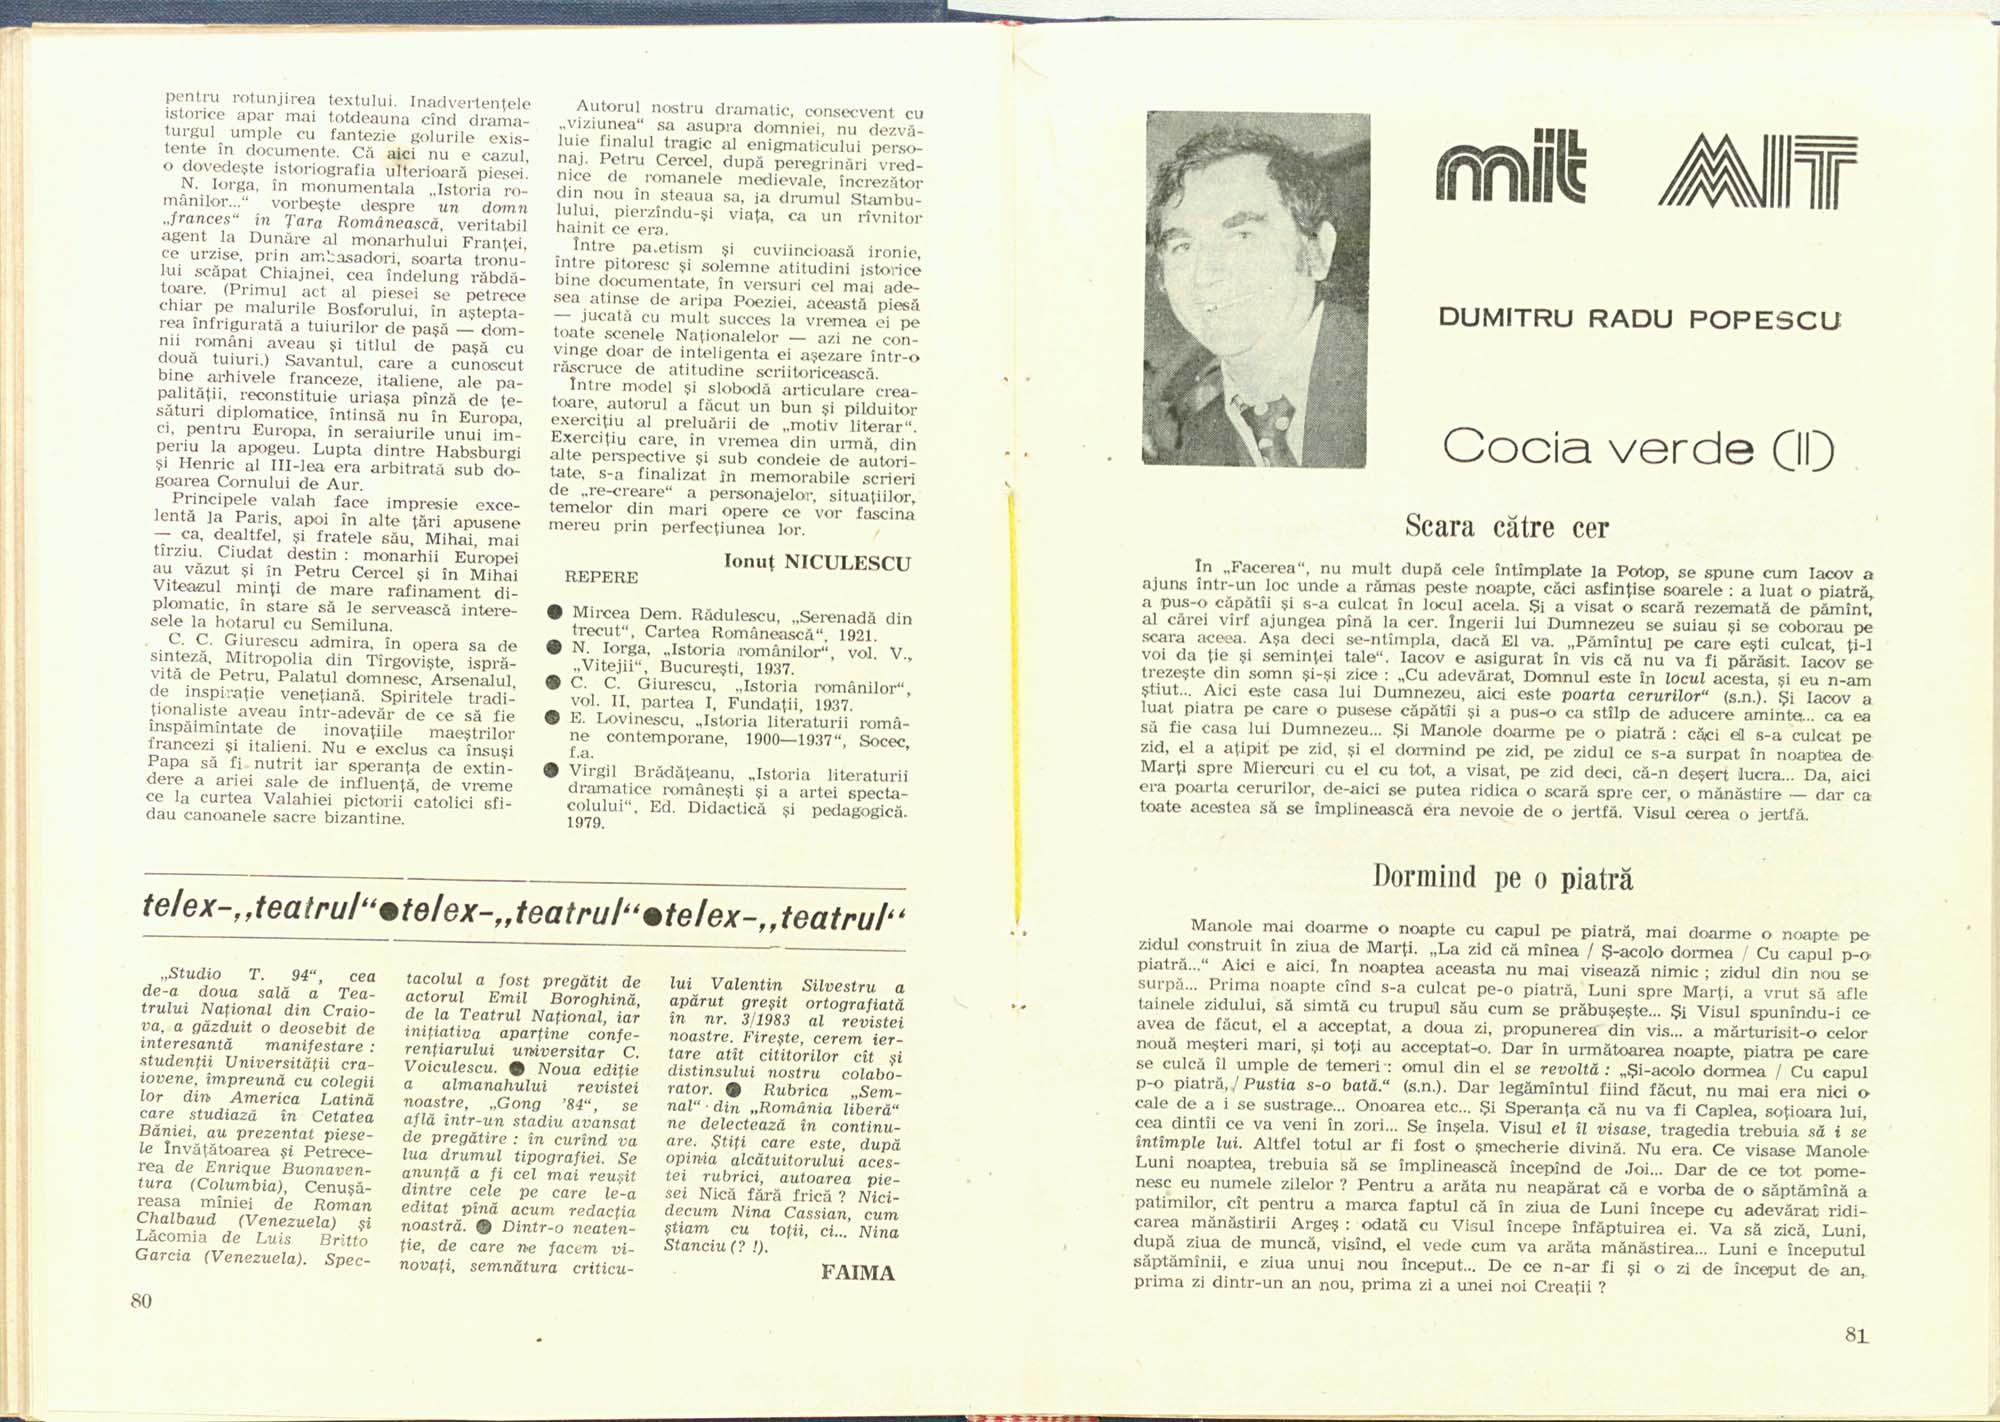 pentru rotunjirea textului. Inadvertențele
istorice apar mai totdeauna cînd drama-
turgul umple cu fantezie golurile exis-
tente în documente. Că aici nu e cazul,
o dovedește istoriografia ulterioară piesei.
N. Iorga, în monumentala „Istoria ro-
mânilor...“ vorbește despre un domn
„frances“ în Țara Românească, veritabil
agent la Dunăre al monarhului Franței,
ce urzise, prin ambasadori, soarta tronu-
lui scăpat Chiajnei, cea îndelung răbdă-
toare. (Primul act al piesei se petrece
chiar pe malurile Bosforului, în aștepta-
rea înfrigurată a tuiurilor de pașă — dom-
nii români aveau și titlul de pașă cu
două tuiuri.) Savantul, care a cunoscut
bine arhivele franceze, italiene, ale pa-
palității, reconstituie uriașa pînză de țe-
sături diplomatice, întinsă nu în Europa,
ci, pentru Europa, în seraiurile unui im-
periu la apogeu. Lupta dintre Habsburgi
și Henric al III-lea era arbitrată sub do-
goarea Cornului de Aur.
Principele valah face impresie exce-
lentă la Paris, apoi în alte țări apusene
— ca, dealtfel, și fratele său, Mihai, mai
tîrziu. Ciudat destin : monarhii Europei
au văzut și în Petru Cercel și în Mihai
Viteazul minți de mare rafinament di-
plomatic, în stare să le servească intere-
sele la hotarul cu Semiluna.
C. C. Giurescu admira, în opera sa de
sinteză, Mitropolia din Tîrgoviște, ispră-
vită de Petru, Palatul domnesc, Arsenalul,
de inspirație venețiană. Spiritele tradi-
ționaliste aveau într-adevăr de ce să fie
înspăimîntate de inovațiile maeștrilor
francezi și italieni. Nu e exclus ca însuși
Papa să fi nutrit iar speranța de extin-
dere a ariei sale de influență, de vreme
ce la curtea Valahiei pictorii catolici sfi-
dau canoanele sacre bizantine.
Autorul nostru dramatic, consecvent cu
„viziunea“ sa asupra domniei, nu dezvă-
luie finalul tragic al enigmaticului perso-
naj. Petru Cercel, după peregrinări vred-
nice de romanele medievale, încrezător
din nou în steaua sa, ia drumul Stambu-
lului, pierzîndu-și viața, ca un rîvnitor
hainit ce era.
Între patetism și cuviincioasă ironie,
între pitoresc și solemne atitudini istorice
bine documentate, în versuri cel mai ade-
sea atinse de aripa Poeziei, această piesă
— jucată cu mult succes la vremea ei pe
toate scenele Naționalelor — azi ne con-
vinge doar de inteligenta ei așezare într-o
răscruce de atitudine scriitoricească.
Între model și slobodă articulare crea-
toare, autorul a făcut un bun și pilduitor
exercițiu al preluării de „motiv literar“.
Exercițiu care, în vremea din urmă, din
alte perspective și sub condeie de autori-
tate, s-a finalizat în memorabile scrieri
de „re-creare“ a personajelor, situațiilor,
temelor din mari opere ce vor fascina
mereu prin perfecțiunea lor.
Ionuț NICULESCU
REPERE
● Mircea Dem. Rădulescu, „Serenadă din
trecut“, Cartea Românească“, 1921.
● N. Iorga, „Istoria românilor“, vol. V.,
„Vitejii“, București, 1937.
● C. C. Giurescu, „Istoria românilor“,
vol. II, partea I, Fundații, 1937.
● E. Lovinescu, „Istoria literaturii româ-
ne contemporane, 1900—1937“, Socec,
f.a.
● Virgil Brădățeanu, „Istoria literaturii
dramatice românești și a artei specta-
colului“, Ed. Didactică și pedagogică.
1979.
telex-„teatrul“●telex-„teatrul“●telex-„teatrul“
„Studio T. 94“, cea
de-a doua sală a Tea-
trului Național din Craio-
va, a găzduit o deosebit de
interesantă manifestare :
studenții Universității cra-
iovene, împreună cu colegii
lor din America Latină
care studiază în Cetatea
Băniei, au prezentat piese-
le Învățătoarea și Petrece-
rea de Enrique Buonaven-
tura (Columbia), Cenușă-
reasa mîniei de Roman
Chalbaud (Venezuela) și
Lăcomia de Luis Britto
Garcia (Venezuela). Spec-
tacolul a fost pregătit de
actorul Emil Boroghină,
de la Teatrul Național, iar
inițiativa aparține confe-
rențiarului universitar C.
Voiculescu. ● Noua ediție
a almanahului revistei
noastre, „Gong '84“, se
află într-un stadiu avansat
de pregătire : în curînd va
lua drumul tipografiei. Se
anunță a fi cel mai reușit
dintre cele pe care le-a
editat pînă acum redacția
noastră. ● Dintr-o neaten-
ție, de care ne facem vi-
novați, semnătura criticu-
lui Valentin Silvestru a
apărut greșit ortografiată
în nr. 3/1983 al revistei
noastre. Firește, cerem ier-
tare atît cititorilor cît și
distinsului nostru colabo-
rator. ● Rubrica „Sem-
nal“ din „România liberă“
ne delectează în continu-
are. Știți care este, după
opinia alcătuitorului aces-
tei rubrici, autoarea pie-
sei Nică fără frică ? Nici-
decum Nina Cassian, cum
știam cu toții, ci... Nina
Stanciu (? !).
FAIMA
80
mit MIT
DUMITRU RADU POPESCU
Cocia verde (II)
Scara către cer
În „Facerea“, nu mult după cele întîmplate la Potop, se spune cum Iacov a
ajuns într-un loc unde a rămas peste noapte, căci asfințise soarele : a luat o piatră,
a pus-o căpătîi și s-a culcat în locul acela. Și a visat o scară rezemată de pămînt,
al cărei vîrf ajungea pînă la cer. Îngerii lui Dumnezeu se suiau și se coborau pe
scara aceea. Așa deci se-ntîmpla, dacă El va. „Pămîntul pe care ești culcat, ți-l
voi da ție și seminței tale“. Iacov e asigurat în vis că nu va fi părăsit. Iacov se
trezește din somn și-și zice : „Cu adevărat, Domnul este în locul acesta, și eu n-am
știut... Aici este casa lui Dumnezeu, aici este poarta cerurilor“ (s.n.). Și Iacov a
luat piatra pe care o pusese căpătîi și a pus-o ca stîlp de aducere aminte... ca ea
să fie casa lui Dumnezeu... Și Manole doarme pe o piatră : căci el s-a culcat pe
zid, el a ațipit pe zid, și el dormind pe zid, pe zidul ce s-a surpat în noaptea de
Marți spre Miercuri cu el cu tot, a visat, pe zid deci, că-n deșert lucra... Da, aici
era poarta cerurilor, de-aici se putea ridica o scară spre cer, o mănăstire — dar ca
toate acestea să se împlinească era nevoie de o jertfă. Visul cerea o jertfă.
Dormind pe o piatră
Manole mai doarme o noapte cu capul pe piatră, mai doarme o noapte pe
zidul construit în ziua de Marți. „La zid că mînea / Ș-acolo dormea / Cu capul p-o
piatră...“ Aici e aici. În noaptea aceasta nu mai visează nimic ; zidul din nou se
surpă... Prima noapte cînd s-a culcat pe-o piatră, Luni spre Marți, a vrut să afle
tainele zidului, să simtă cu trupul său cum se prăbușește... Și Visul spunîndu-i ce
avea de făcut, el a acceptat, a doua zi, propunerea din vis... a mărturisit-o celor
nouă meșteri mari, și toți au acceptat-o. Dar în următoarea noapte, piatra pe care
se culcă îl umple de temeri : omul din el se revoltă : „Și-acolo dormea / Cu capul
p-o piatră, / Pustia s-o bată.“ (s.n.). Dar legămîntul fiind făcut, nu mai era nici o
cale de a i se sustrage... Onoarea etc... Și Speranța că nu va fi Caplea, soțioara lui,
cea dintîi ce va veni în zori... Se înșela. Visul el îl visase, tragedia trebuia să i se
întîmple lui. Altfel totul ar fi fost o șmecherie divină. Nu era. Ce visase Manole
Luni noaptea, trebuia să se împlinească începînd de Joi... Dar de ce tot pome-
nesc eu numele zilelor ? Pentru a arăta nu neapărat că e vorba de o săptămînă a
patimilor, cît pentru a marca faptul că în ziua de Luni începe cu adevărat ridi-
carea mănăstirii Argeș : odată cu Visul începe înfăptuirea ei. Va să zică, Luni,
după ziua de muncă, visînd, el vede cum va arăta mănăstirea... Luni e începutul
săptămînii, e ziua unui nou început... De ce n-ar fi și o zi de început de an,
prima zi dintr-un an nou, prima zi a unei noi Creații ?
81